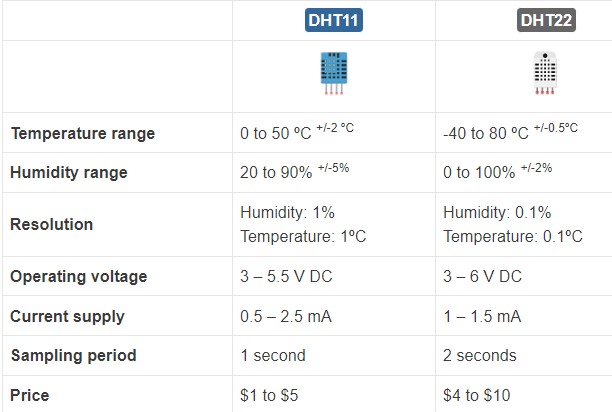 DHT11 DHT22
Temperature range 0 to 50 ºC +/-2 ºC -40 to 80 ºC +/-0.5ºC
Humidity range 20 to 90% +/-5% 0 to 100% +/-2%
Resolution Humidity: 1% Humidity: 0.1%
Temperature: 1ºC Temperature: 0.1ºC
Operating voltage 3 – 5.5 V DC 3 – 6 V DC
Current supply 0.5 – 2.5 mA 1 – 1.5 mA
Sampling period 1 second 2 seconds
Price $1 to $5 $4 to $10